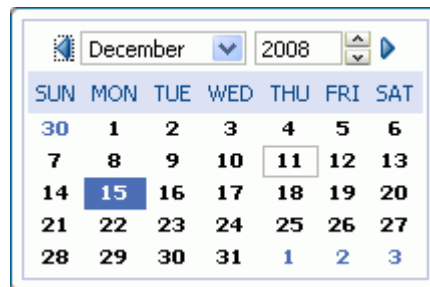 December 2008
SUN MON TUE WED THU FRI SAT
30 1 2 3 4 5 6
7 8 9 10 11 12 13
14 15 16 17 18 19 20
21 22 23 24 25 26 27
28 29 30 31 1 2 3